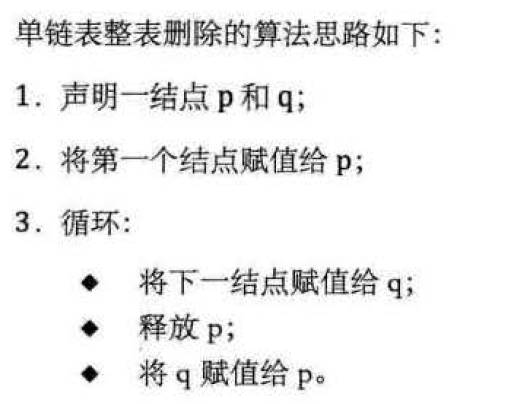 单链表整表删除的算法思路如下:
1. 声明一结点 p 和 q;
2. 将第一个结点赋值给 p;
3. 循环:
◆ 将下一结点赋值给 q;
◆ 释放 p;
◆ 将 q 赋值给 p。